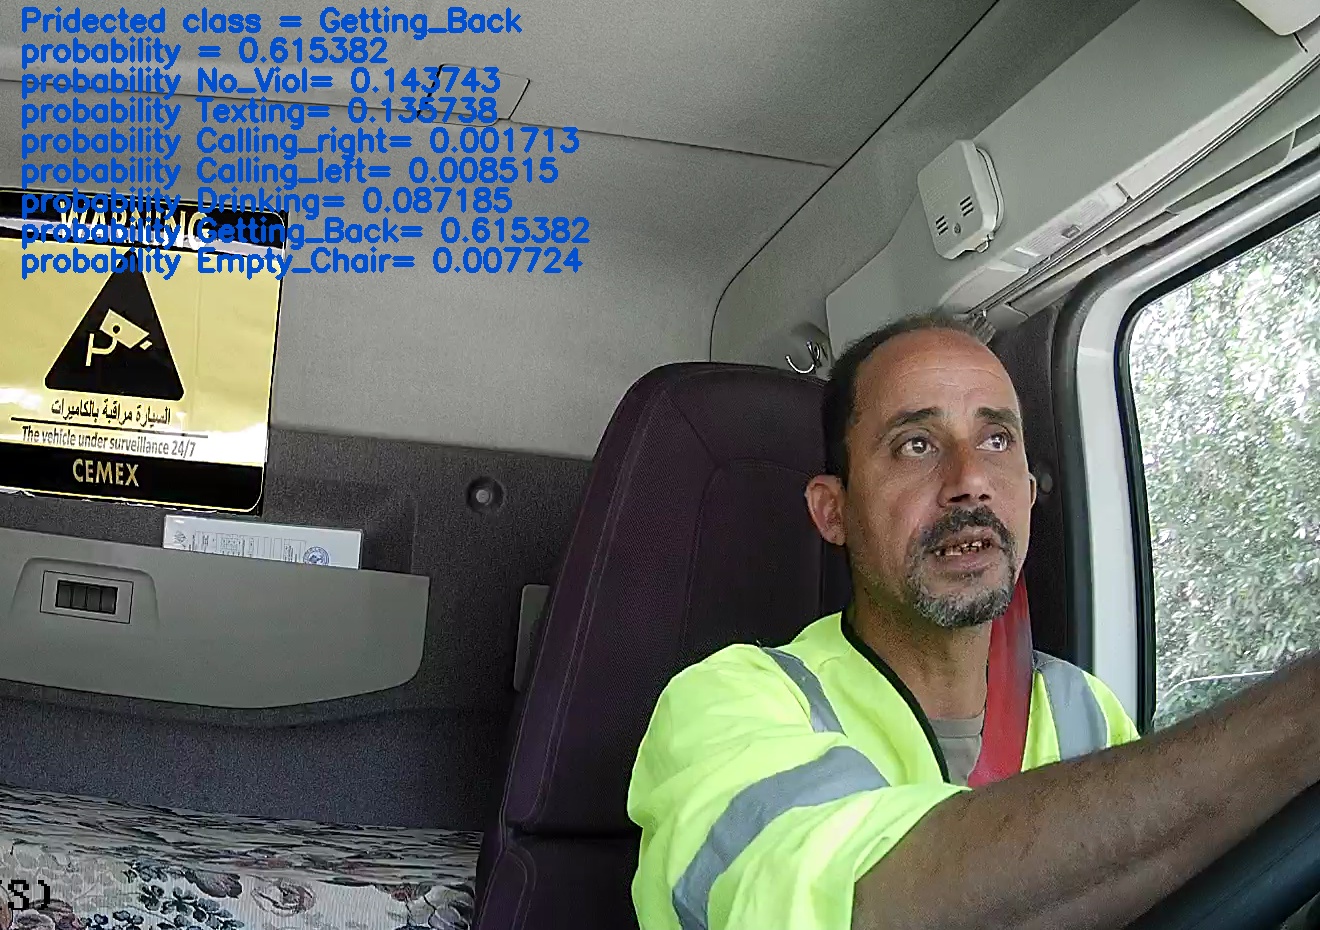 Pridected class = Getting_Back
probability = 0.615382
probability No_Viol= 0.143743
probability Texting= 0.135738
probability Calling_right= 0.001713
probability Calling_left= 0.008515
probability Drinking= 0.087185
probability Getting_Back= 0.615382
probability Empty_Chair= 0.007724
WARNING
السيارة مراقبة بالكاميرات
The vehicle under surveillance 24/7
CEMEX
S)